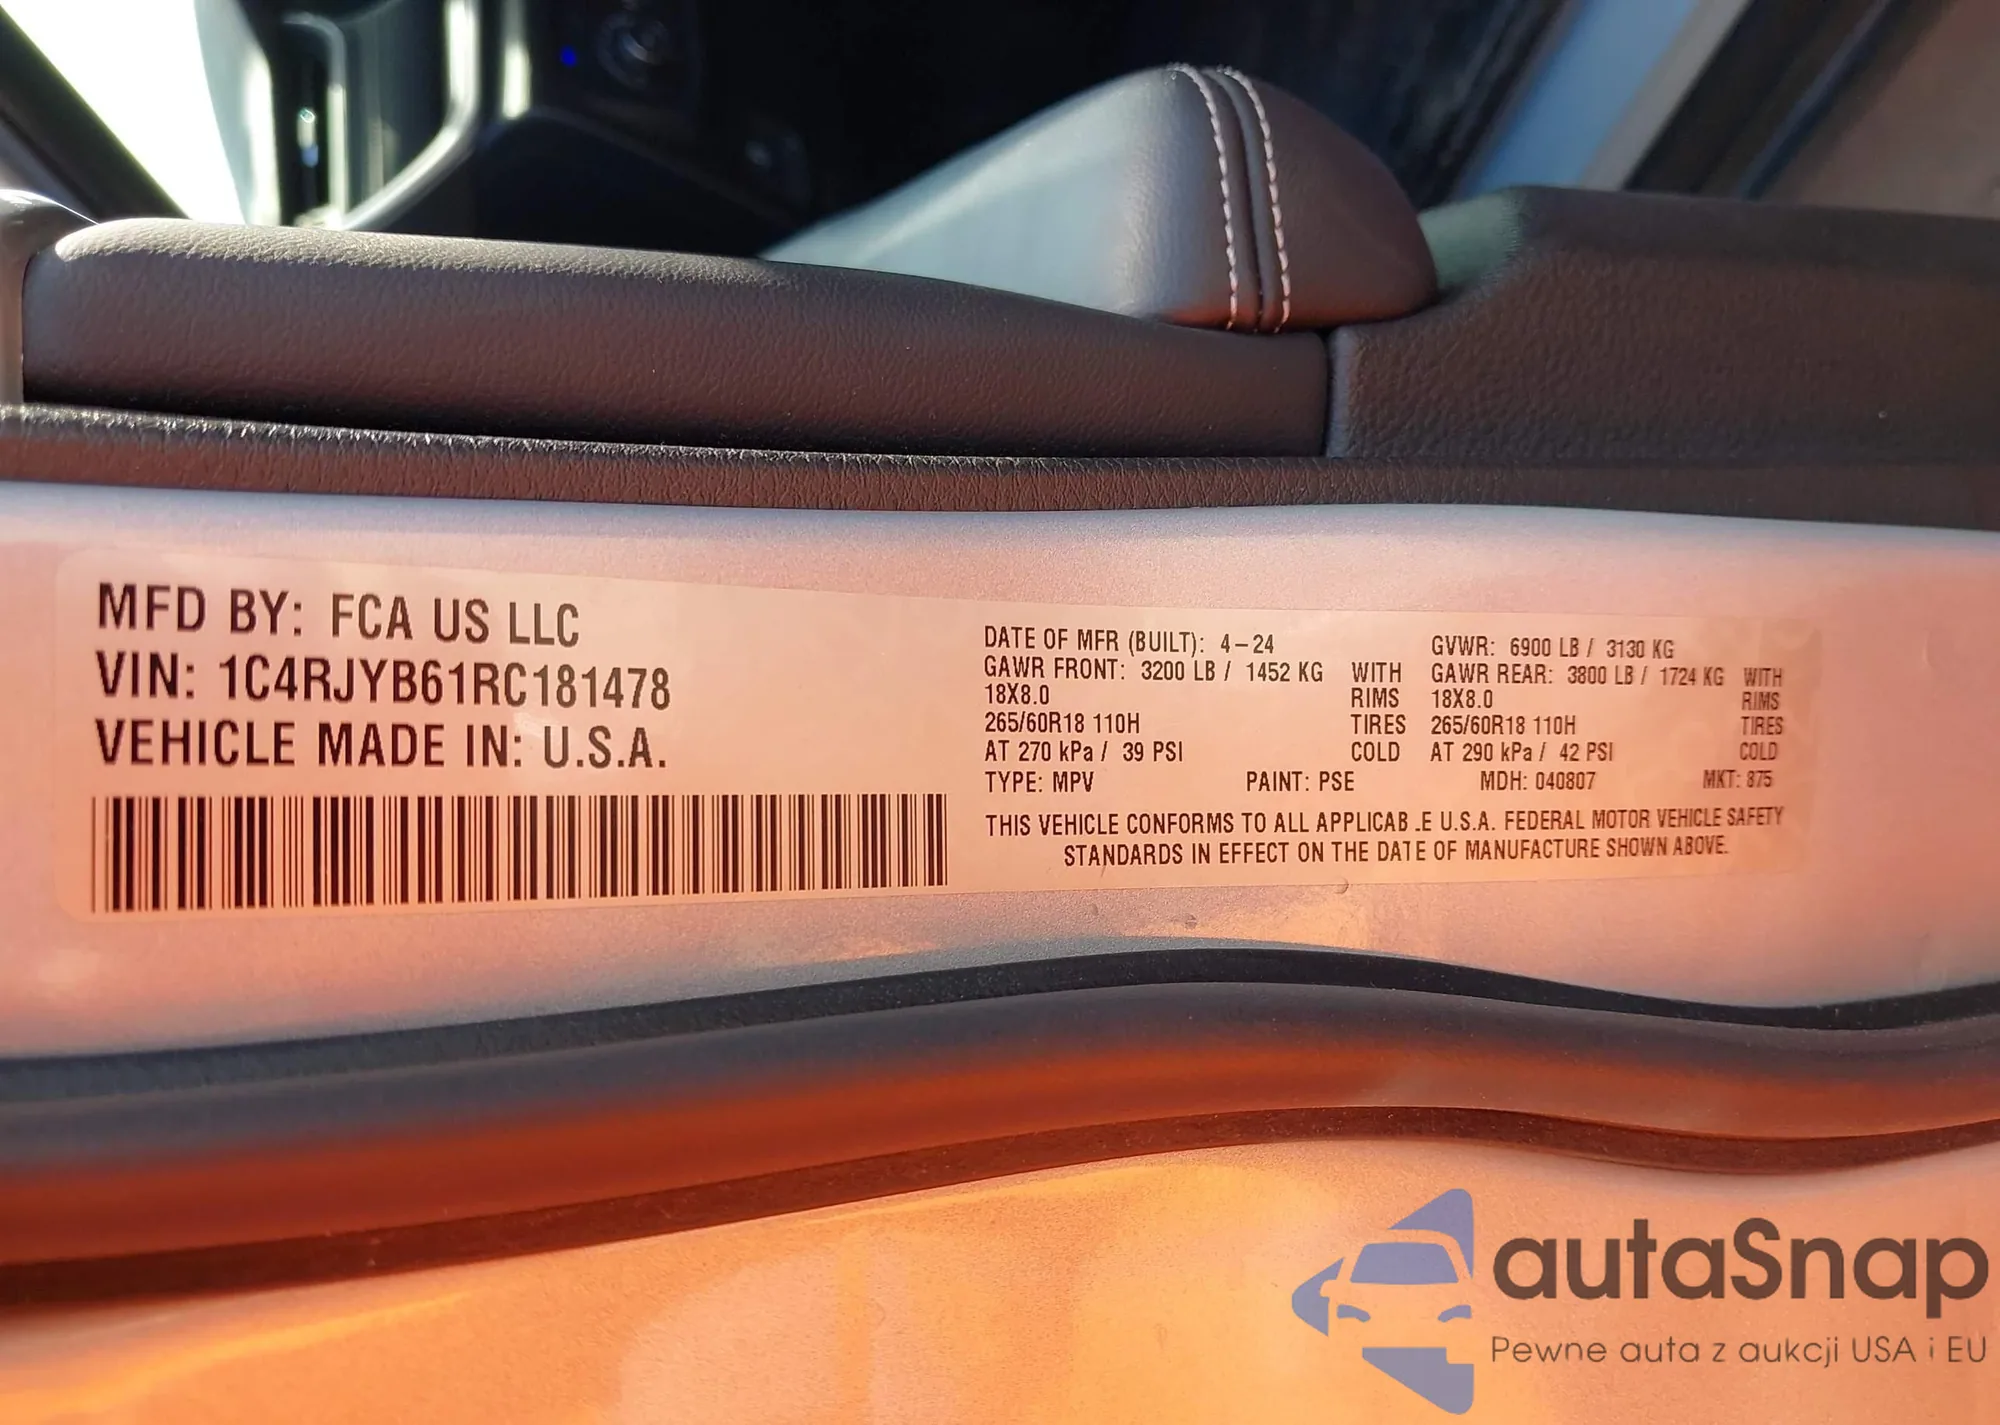 MFD BY: FCA US LLC
VIN: 1C4RJYB61RC181478
VEHICLE MADE IN: U.S.A.
DATE OF MFR (BUILT): 4-24 GVWR: 6900 LB / 3130 KG
GAWR FRONT: 3200 LB / 1452 KG WITH GAWR REAR: 3800 LB / 1724 KG WITH
18X8.0 RIMS 18X8.0 RIMS
265/60R18 110H TIRES 265/60R18 110H TIRES
AT 270 kPa / 39 PSI COLD AT 290 kPa / 42 PSI COLD
TYPE: MPV PAINT: PSE MDH: 040807 MKT: 875
THIS VEHICLE CONFORMS TO ALL APPLICAB.E U.S.A. FEDERAL MOTOR VEHICLE SAFETY
STANDARDS IN EFFECT ON THE DATE OF MANUFACTURE SHOWN ABOVE.
autaSnap
Pewne auta z aukcji USA i EU